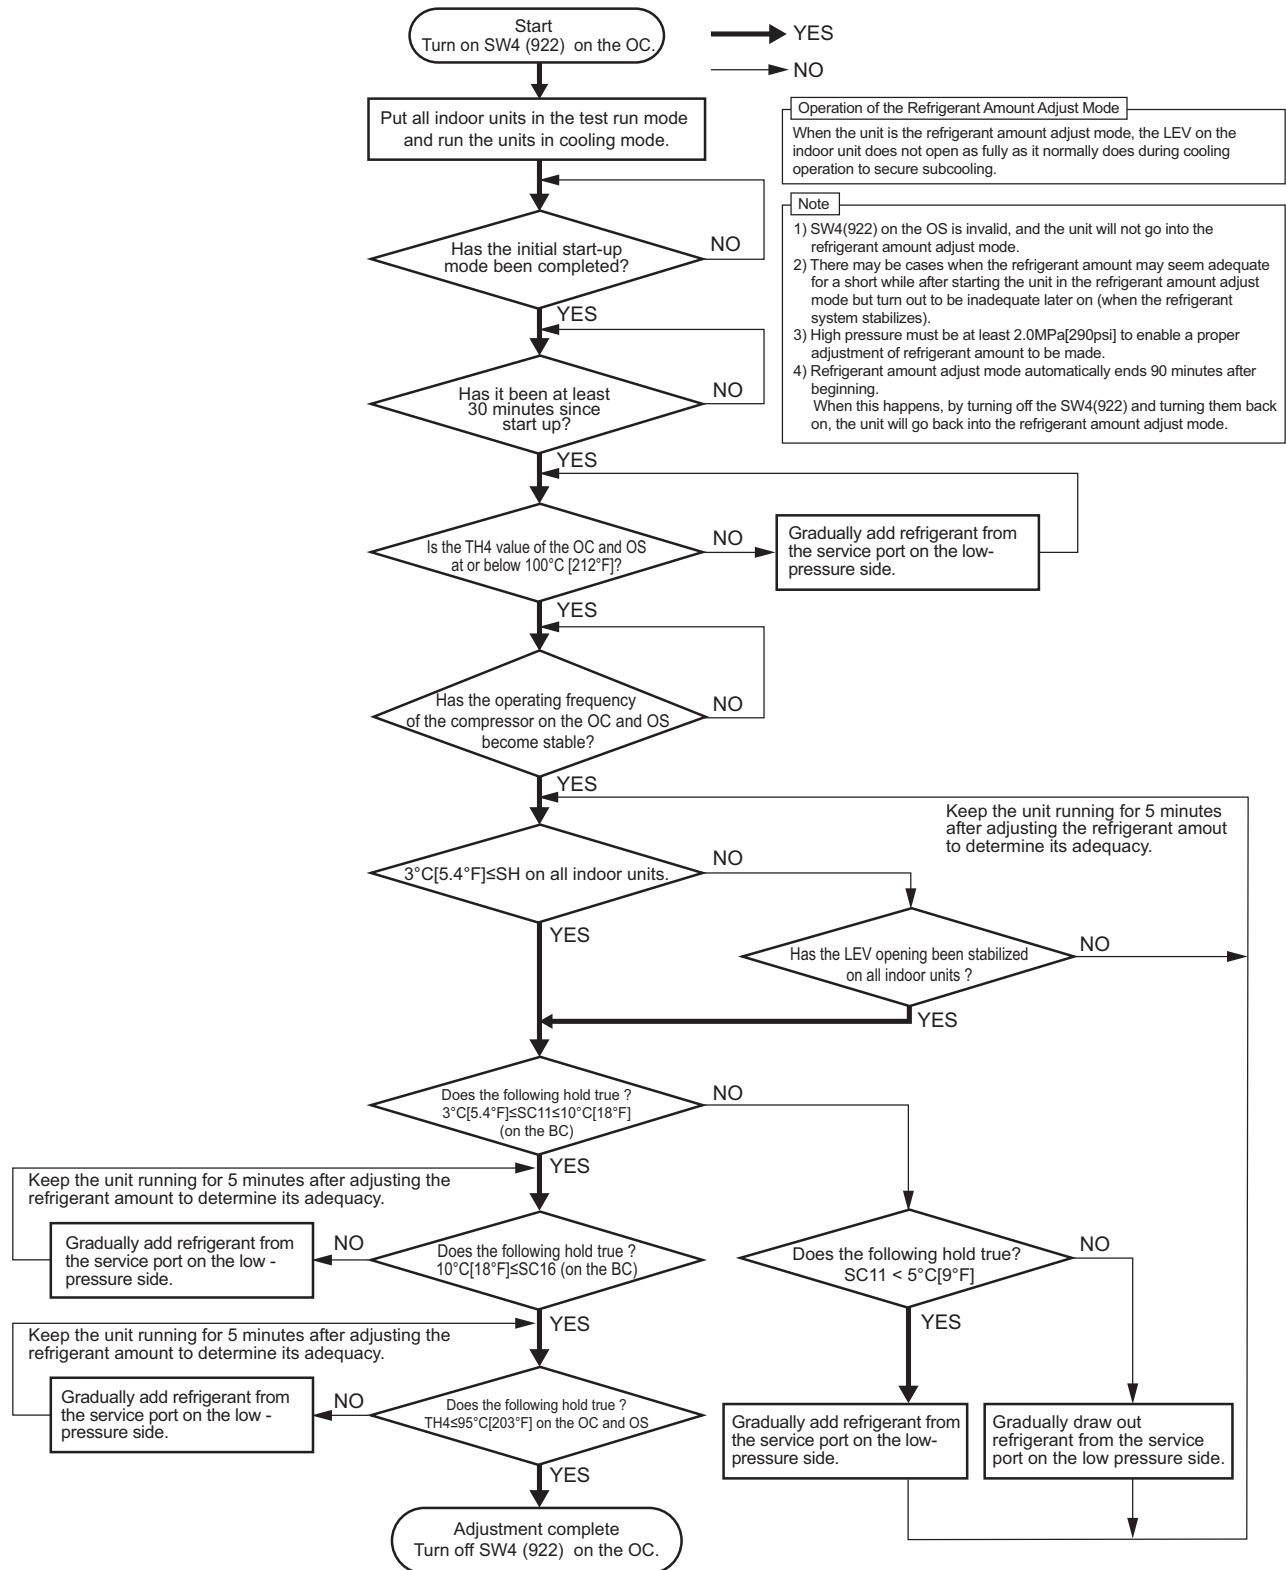 Start
Turn on SW4 (922) on the OC.
YES
NO
Put all indoor units in the test run mode
and run the units in cooling mode.
Operation of the Refrigerant Amount Adjust Mode
When the unit is the refrigerant amount adjust mode, the LEV on the
indoor unit does not open as fully as it normally does during cooling
operation to secure subcooling.
Note
1) SW4(922) on the OS is invalid, and the unit will not go into the
refrigerant amount adjust mode.
2) There may be cases when the refrigerant amount may seem adequate
for a short while after starting the unit in the refrigerant amount adjust
mode but turn out to be inadequate later on (when the refrigerant
system stabilizes).
3) High pressure must be at least 2.0MPa[290psi] to enable a proper
adjustment of refrigerant amount to be made.
4) Refrigerant amount adjust mode automatically ends 90 minutes after
beginning.
When this happens, by turning off the SW4(922) and turning them back
on, the unit will go back into the refrigerant amount adjust mode.
Has the initial start-up
mode been completed?
NO
YES
Has it been at least
30 minutes since
start up?
NO
YES
Is the TH4 value of the OC and OS
at or below 100°C [212°F]?
NO
Gradually add refrigerant from
the service port on the low-
pressure side.
YES
Has the operating frequency
of the compressor on the OC and OS
become stable?
NO
YES
Keep the unit running for 5 minutes
after adjusting the refrigerant amout
to determine its adequacy.
3°C[5.4°F]≤SH on all indoor units.
NO
YES
Has the LEV opening been stabilized
on all indoor units ?
NO
YES
Does the following hold true ?
3°C[5.4°F]≤SC11≤10°C[18°F]
(on the BC)
NO
YES
Keep the unit running for 5 minutes after adjusting the
refrigerant amount to determine its adequacy.
Gradually add refrigerant from
the service port on the low -
pressure side.
NO
Does the following hold true ?
10°C[18°F]≤SC16 (on the BC)
Does the following hold true?
SC11 < 5°C[9°F]
NO
YES
YES
Keep the unit running for 5 minutes after adjusting the
refrigerant amount to determine its adequacy.
Gradually add refrigerant from
the service port on the low -
pressure side.
NO
Does the following hold true ?
TH4≤95°C[203°F] on the OC and OS
Gradually add refrigerant from
the service port on the low-
pressure side.
Gradually draw out
refrigerant from the service
port on the low pressure side.
YES
Adjustment complete
Turn off SW4 (922) on the OC.